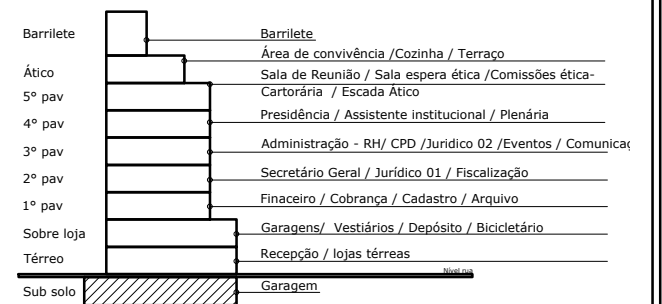 Barrilete Barrilete
Área de convivência /Cozinha / Terraço
Ático Sala de Reunião / Sala espera ética /Comissões ética-
5° pav Cartorária / Escada Ático
4° pav Presidência / Assistente institucional / Plenária
3° pav Administração - RH/ CPD /Juridico 02 /Eventos / Comunicaç
2° pav Secretário Geral / Jurídico 01 / Fiscalização
1° pav Finaceiro / Cobrança / Cadastro / Arquivo
Sobre loja Garagens/ Vestiários / Depósito / Bicicletário
Térreo Recepção / lojas térreas
Nível rua
Sub solo Garagem